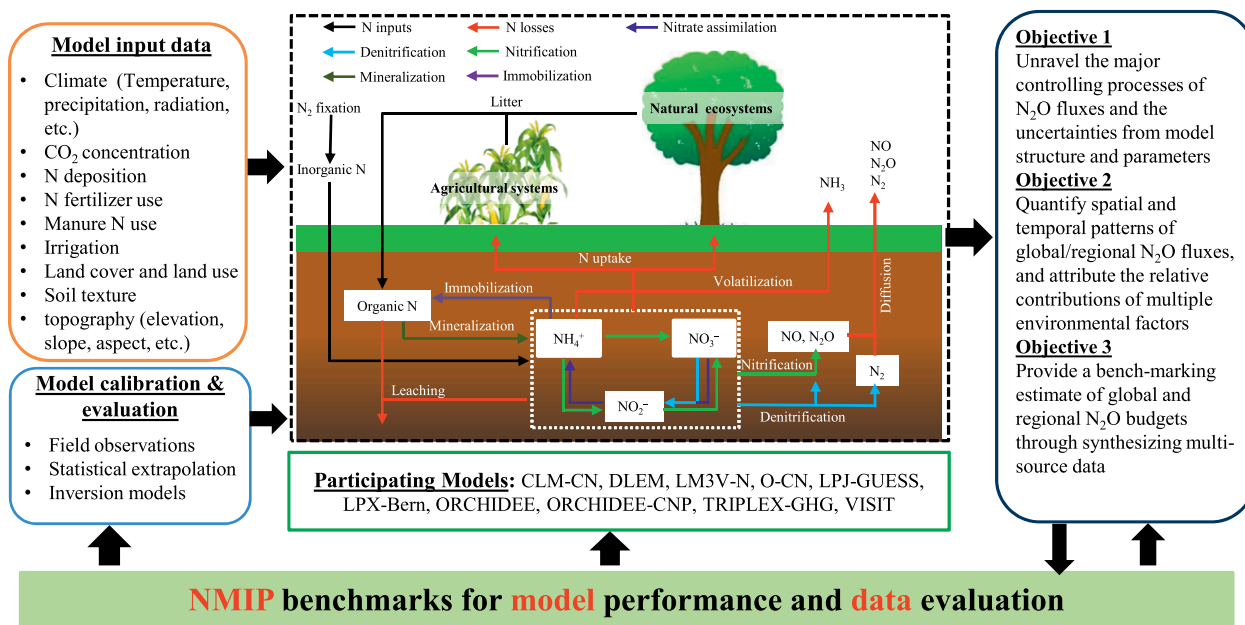 Model input data
• Climate (Temperature,
precipitation, radiation,
etc.)
• CO₂ concentration
• N deposition
• N fertilizer use
• Manure N use
• Irrigation
• Land cover and land use
• Soil texture
• topography (elevation,
slope, aspect, etc.)
Model calibration &
evaluation
• Field observations
• Statistical extrapolation
• Inversion models
N inputs
N losses
Nitrate assimilation
Denitrification
Nitrification
Mineralization
Immobilization
Litter
N₂ fixation
Inorganic N
Natural ecosystems
Agricultural systems
NH₃
NO
N₂O
N₂
N uptake
Volatilization
Diffusion
Immobilization
Organic N
Mineralization
NH₄⁺
NO₃⁻
NO, N₂O
Nitrification
N₂
Leaching
NO₂⁻
Denitrification
Participating Models: CLM-CN, DLEM, LM3V-N, O-CN, LPJ-GUESS,
LPX-Bern, ORCHIDEE, ORCHIDEE-CNP, TRIPLEX-GHG, VISIT
Objective 1
Unravel the major
controlling processes of
N₂O fluxes and the
uncertainties from model
structure and parameters
Objective 2
Quantify spatial and
temporal patterns of
global/regional N₂O fluxes,
and attribute the relative
contributions of multiple
environmental factors
Objective 3
Provide a bench-marking
estimate of global and
regional N₂O budgets
through synthesizing multi-
source data
NMIP benchmarks for model performance and data evaluation